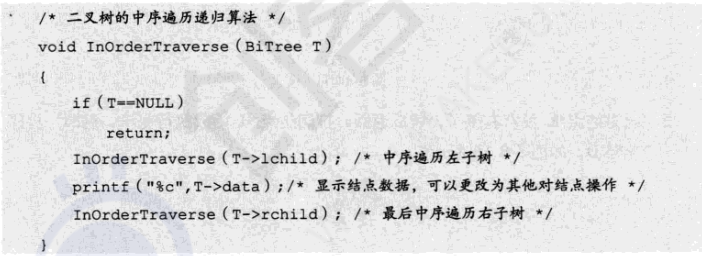 /* 二叉树的中序遍历递归算法 */
void InOrderTraverse (BiTree T)
{
if (T==NULL)
return;
InOrderTraverse (T->lchild); /* 中序遍历左子树 */
printf ("%c",T->data);/* 显示结点数据, 可以更改为其他对结点操作 */
InOrderTraverse (T->rchild); /* 最后中序遍历右子树 */
}